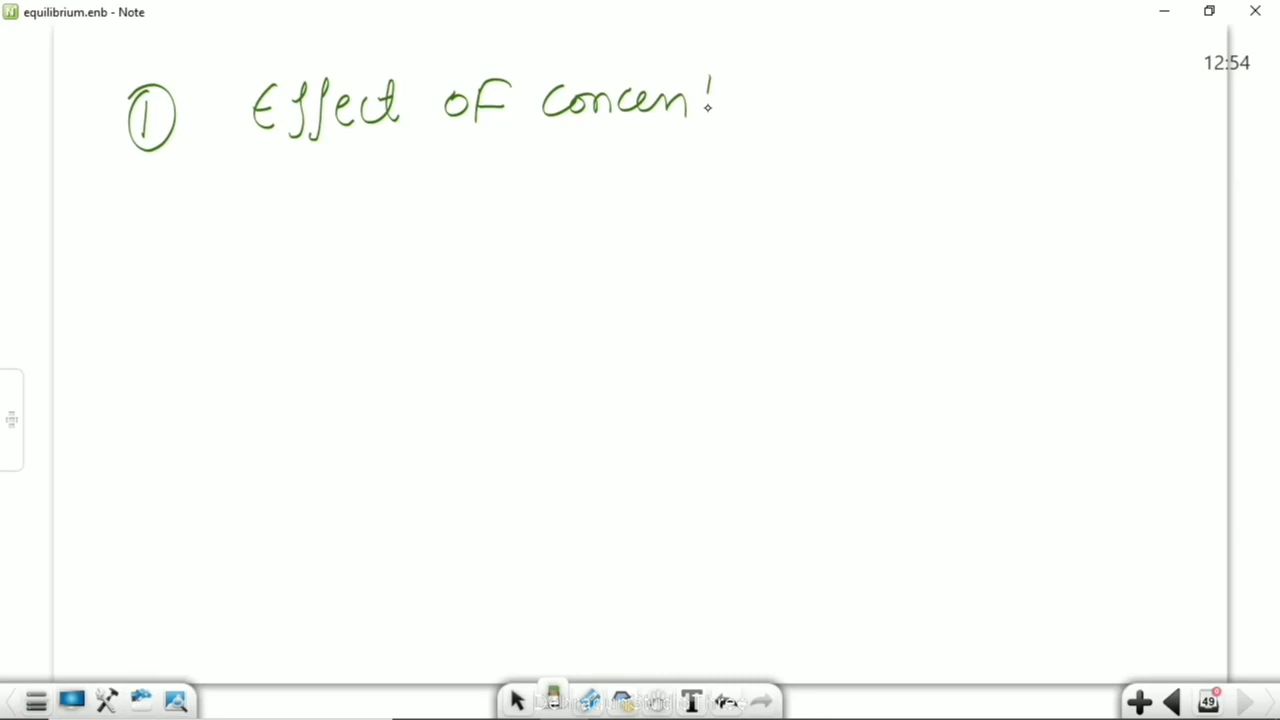 equilibrium.enb - Note
12:54
① Effect of concen
T
49